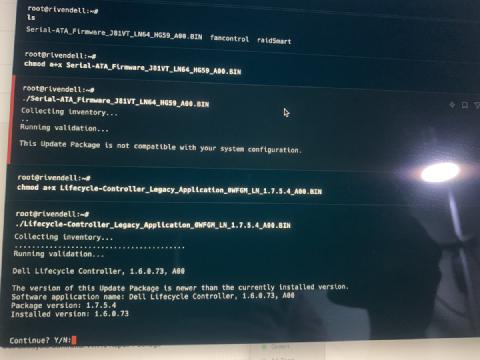 root@rivendell:~#
ls
Serial-ATA_Firmware_J81VT_LN64_HG59_A00.BIN fancontrol raidSmart
root@rivendell:~#
chmod a+x Serial-ATA_Firmware_J81VT_LN64_HG59_A00.BIN
root@rivendell:~#
./Serial-ATA_Firmware_J81VT_LN64_HG59_A00.BIN
Collecting inventory...
..
Running validation...
This Update Package is not compatible with your system configuration.
root@rivendell:~#
chmod a+x Lifecycle-Controller_Legacy_Application_0WFGM_LN_1.7.5.4_A00.BIN
root@rivendell:~#
./Lifecycle-Controller_Legacy_Application_0WFGM_LN_1.7.5.4_A00.BIN
Collecting inventory...
.......................................
Running validation...
Dell Lifecycle Controller, 1.6.0.73, A00
The version of this Update Package is newer than the currently installed version.
Software application name: Dell Lifecycle Controller, 1.6.0.73, A00
Package version: 1.7.5.4
Installed version: 1.6.0.73
Continue? Y/N: